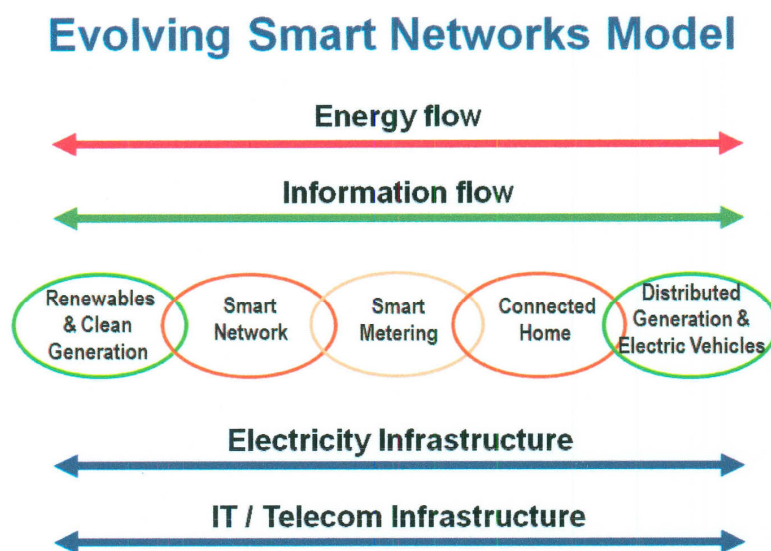 Evolving Smart Networks Model
Energy flow
Information flow
Renewables
& Clean
Generation
Smart
Network
Smart
Metering
Connected
Home
Distributed
Generation &
Electric Vehicles
Electricity Infrastructure
IT / Telecom Infrastructure